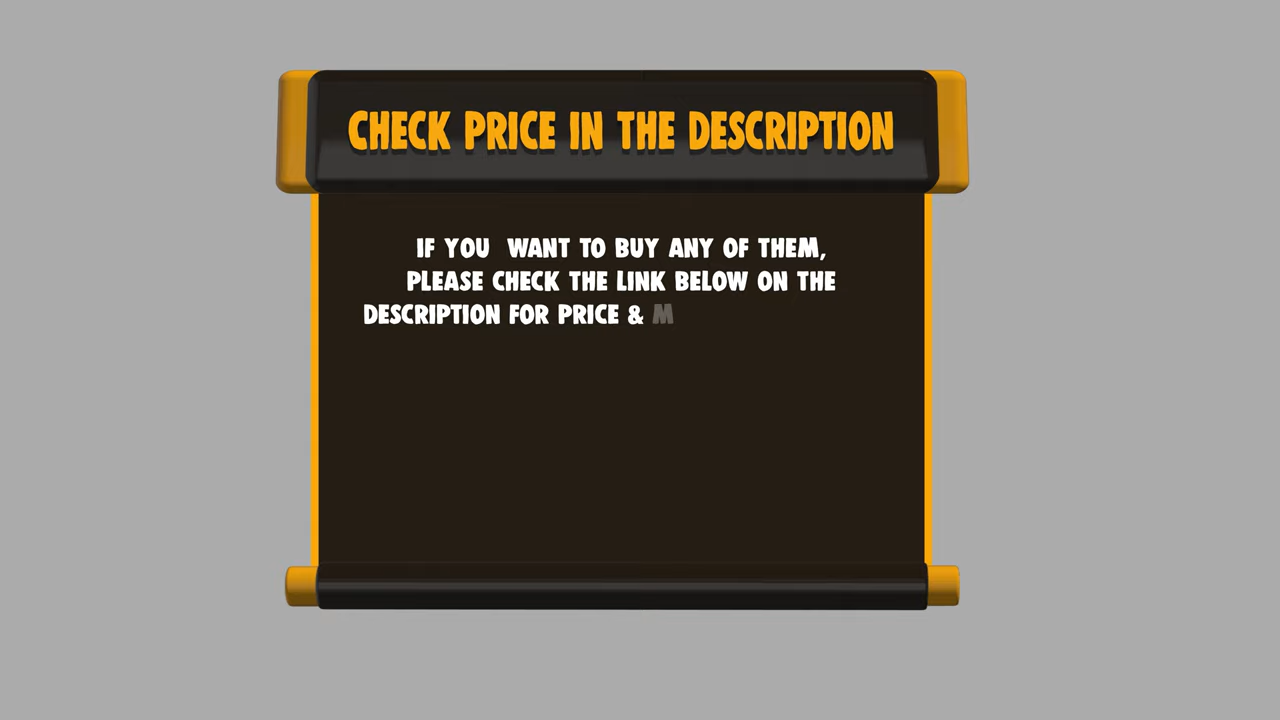 CHECK PRICE IN THE DESCRIPTION
IF YOU WANT TO BUY ANY OF THEM,
PLEASE CHECK THE LINK BELOW ON THE
DESCRIPTION FOR PRICE & M